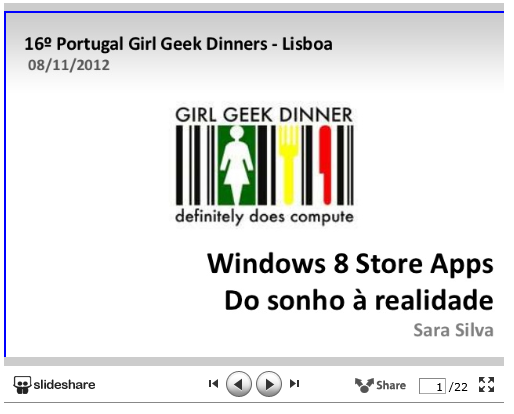 16º Portugal Girl Geek Dinners - Lisboa
08/11/2012
GIRL GEEK DINNER
definitely does compute
Windows 8 Store Apps
Do sonho à realidade
Sara Silva
slideshare Share 1 /22